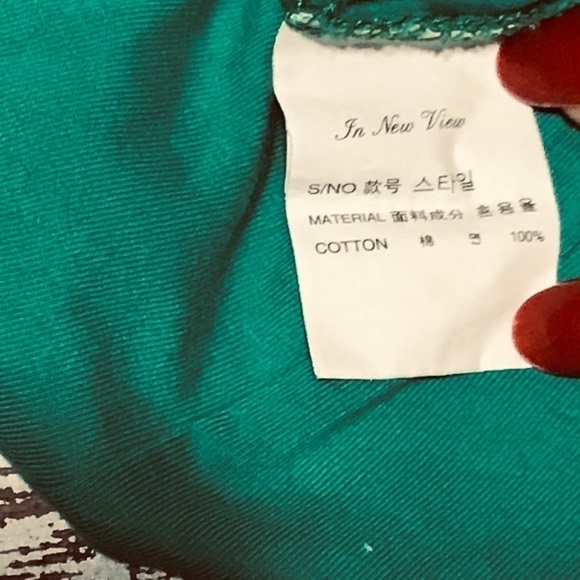 In New View
S/NO 款号 스타일
MATERIAL 面料成分 혼용율
COTTON 棉 면 100%